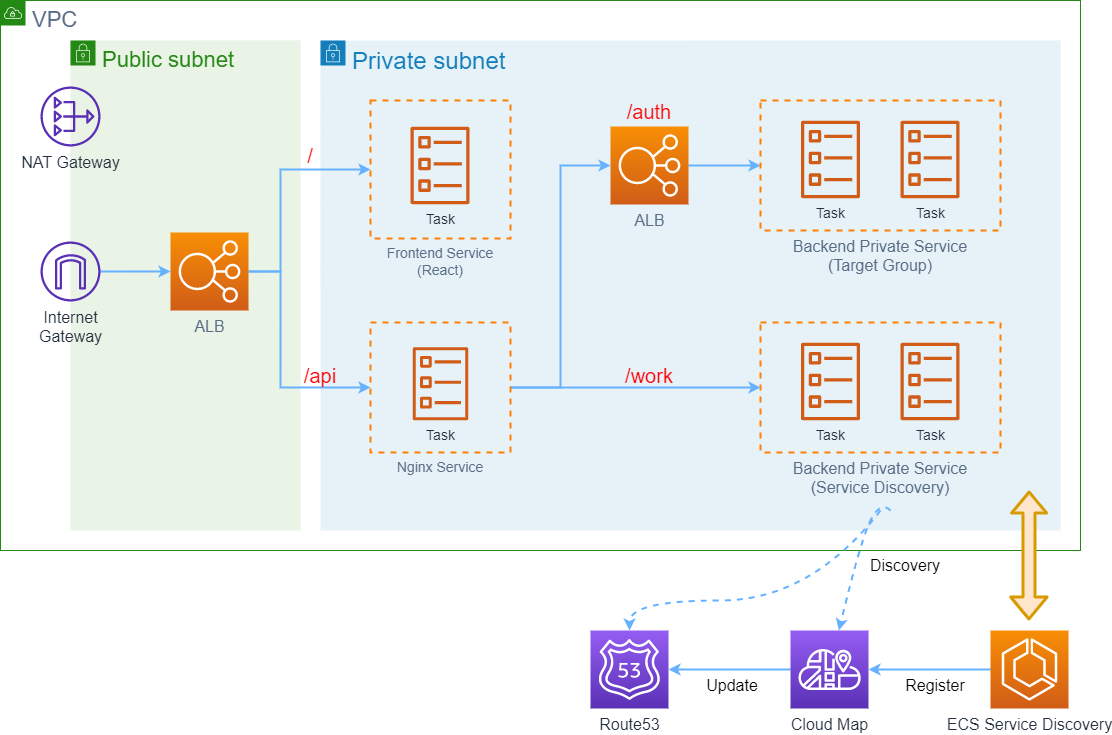 VPC
Public subnet
Private subnet
NAT Gateway
Internet
Gateway
ALB
/
/api
Task
Frontend Service
(React)
Task
Nginx Service
/auth
ALB
/work
Task
Task
Backend Private Service
(Target Group)
Task
Task
Backend Private Service
(Service Discovery)
Discovery
53
Route53
Update
Cloud Map
Register
ECS Service Discovery